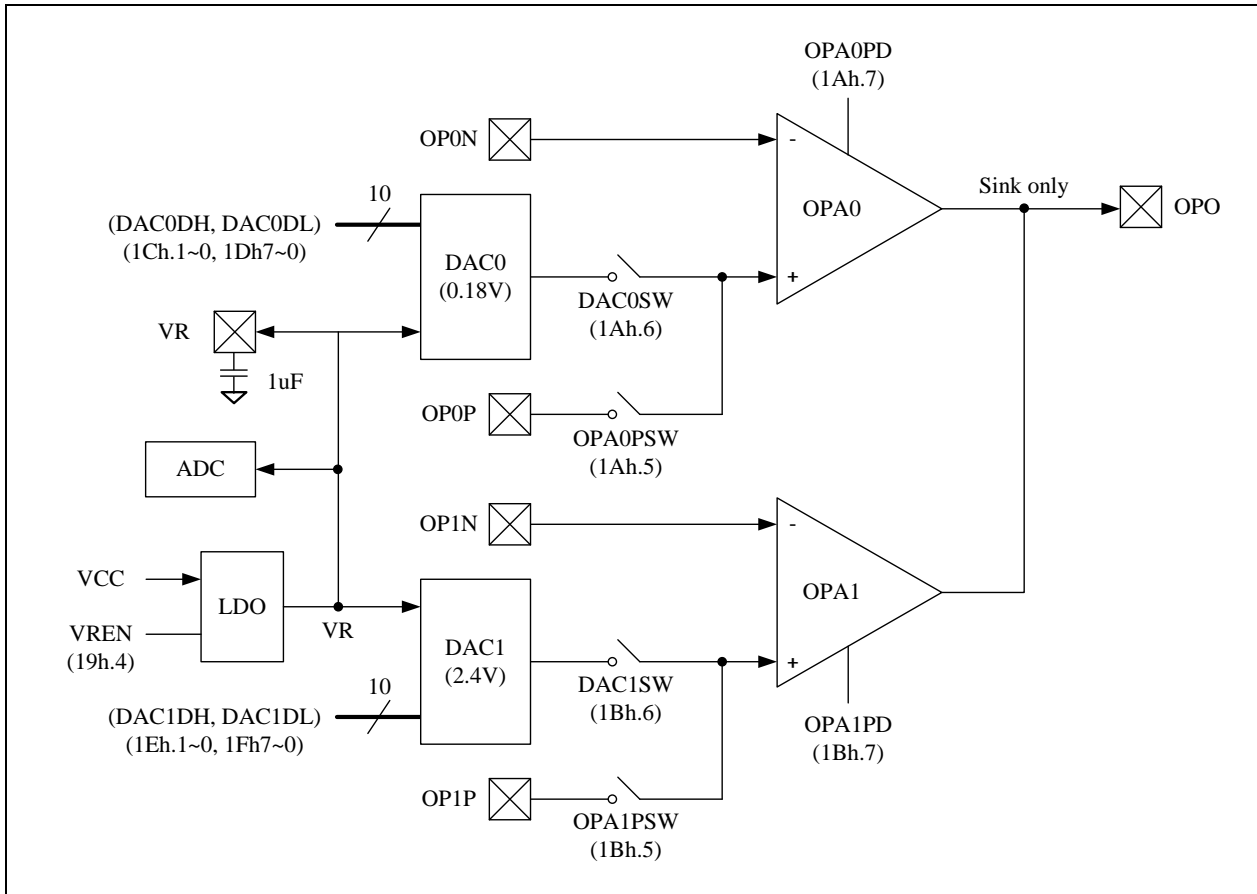 OPA0PD
(1Ah.7)
OP0N
-
10
Sink only
OPA0
OPO
(DAC0DH, DAC0DL)
(1Ch.1~0, 1Dh7~0)
DAC0
(0.18V)
+
DAC0SW
(1Ah.6)
VR
1uF
OP0P
OPA0PSW
(1Ah.5)
ADC
OP1N
-
VCC
LDO
OPA1
VREN
(19h.4)
VR
DAC1
(2.4V)
+
DAC1SW
(1Bh.6)
10
(DAC1DH, DAC1DL)
(1Eh.1~0, 1Fh7~0)
OPA1PD
(1Bh.7)
OP1P
OPA1PSW
(1Bh.5)